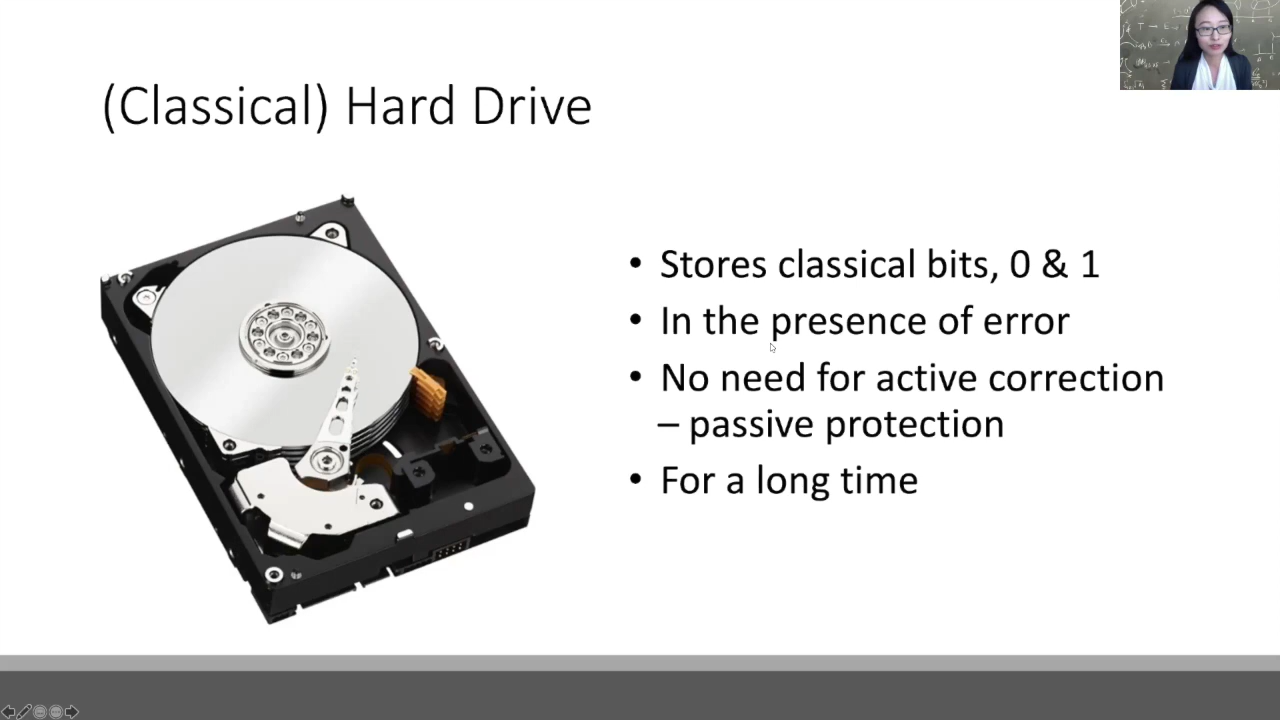 (Classical) Hard Drive
• Stores classical bits, 0 & 1
• In the presence of error
• No need for active correction
– passive protection
• For a long time